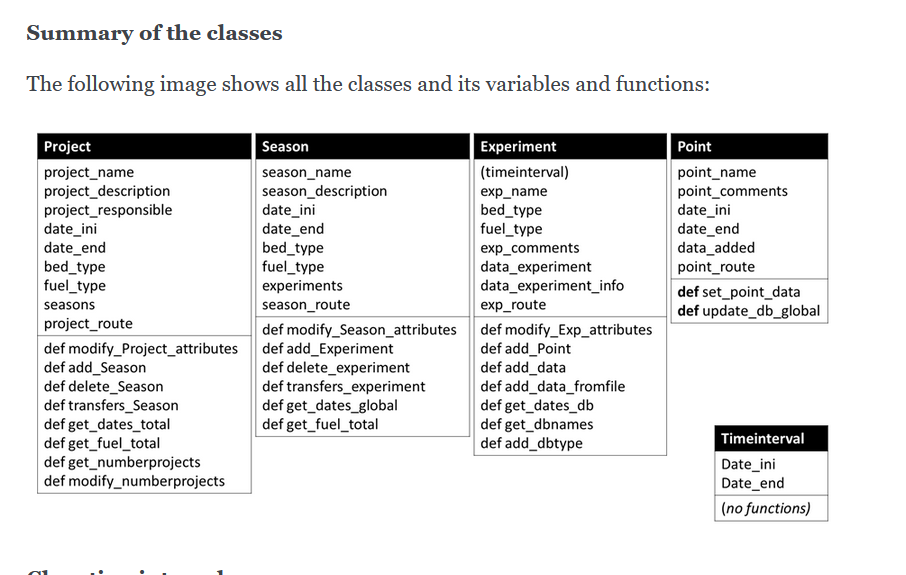 Summary of the classes
The following image shows all the classes and its variables and functions:
Project
project_name
project_description
project_responsible
date_ini
date_end
bed_type
fuel_type
seasons
project_route
def modify_Project_attributes
def add_Season
def delete_Season
def transfers_Season
def get_dates_total
def get_fuel_total
def get_numberprojects
def modify_numberprojects
Season
season_name
season_description
date_ini
date_end
bed_type
fuel_type
experiments
season_route
def modify_Season_attributes
def add_Experiment
def delete_experiment
def transfers_experiment
def get_dates_global
def get_fuel_total
Experiment
(timeinterval)
exp_name
bed_type
fuel_type
exp_comments
data_experiment
data_experiment_info
exp_route
def modify_Exp_attributes
def add_Point
def add_data
def add_data_fromfile
def get_dates_db
def get_dbnames
def add_dbtype
Point
point_name
point_comments
date_ini
date_end
data_added
point_route
def set_point_data
def update_db_global
Timeinterval
Date_ini
Date_end
(no functions)